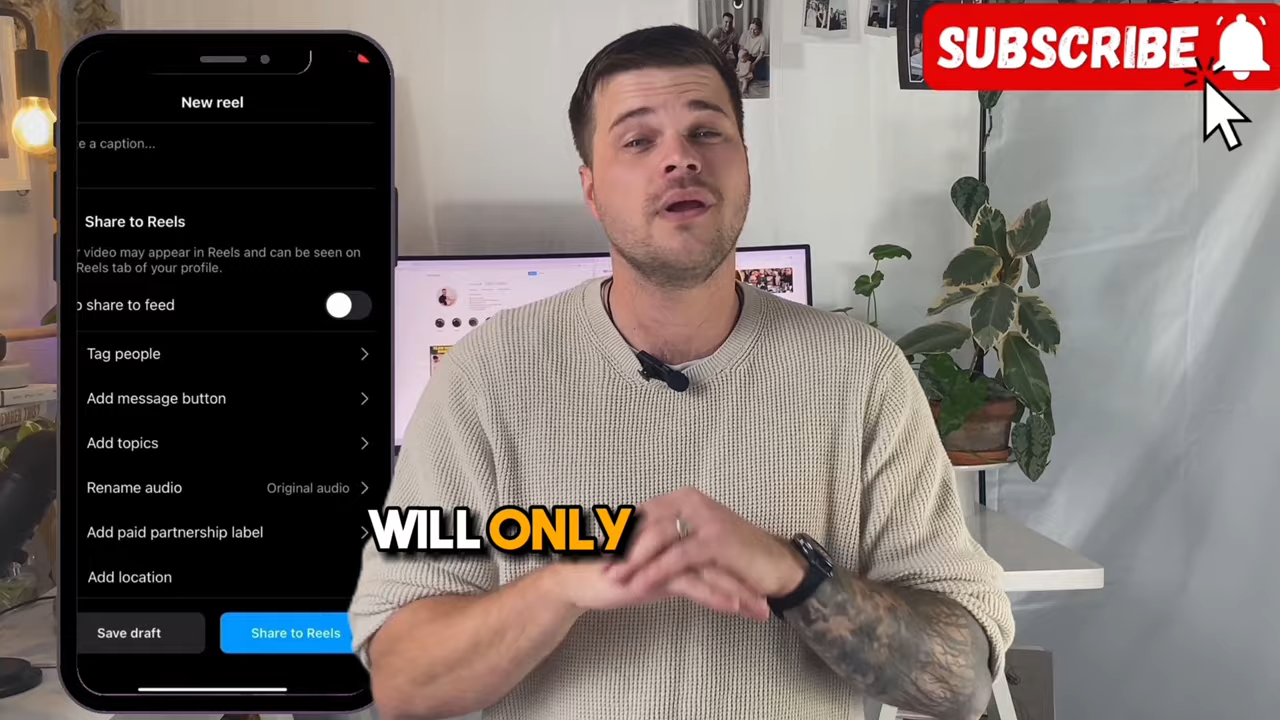 SUBSCRIBE
New reel
e a caption...
Share to Reels
r video may appear in Reels and can be seen on
Reels tab of your profile.
o share to feed
Tag people
Add message button
Add topics
Rename audio Original audio
Add paid partnership label
Add location
Save draft
Share to Reels
WILL ONLY